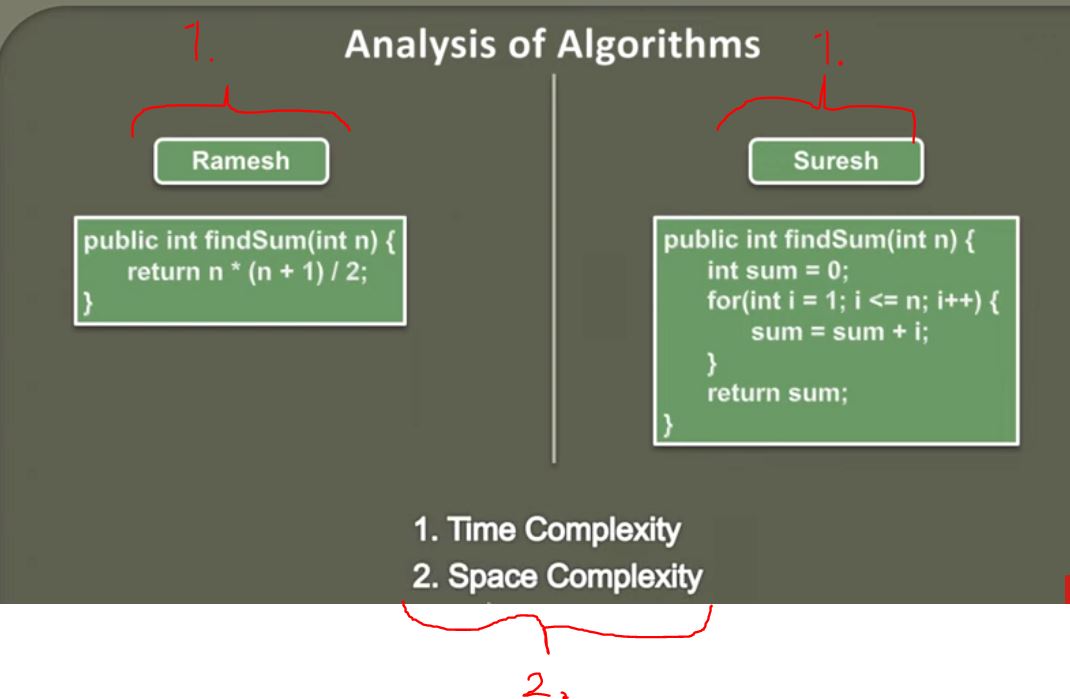 Analysis of Algorithms
1.
1.
Ramesh
public int findSum(int n) {
return n * (n + 1) / 2;
}
Suresh
public int findSum(int n) {
int sum = 0;
for(int i = 1; i <= n; i++) {
sum = sum + i;
}
return sum;
}
1. Time Complexity
2. Space Complexity
2.